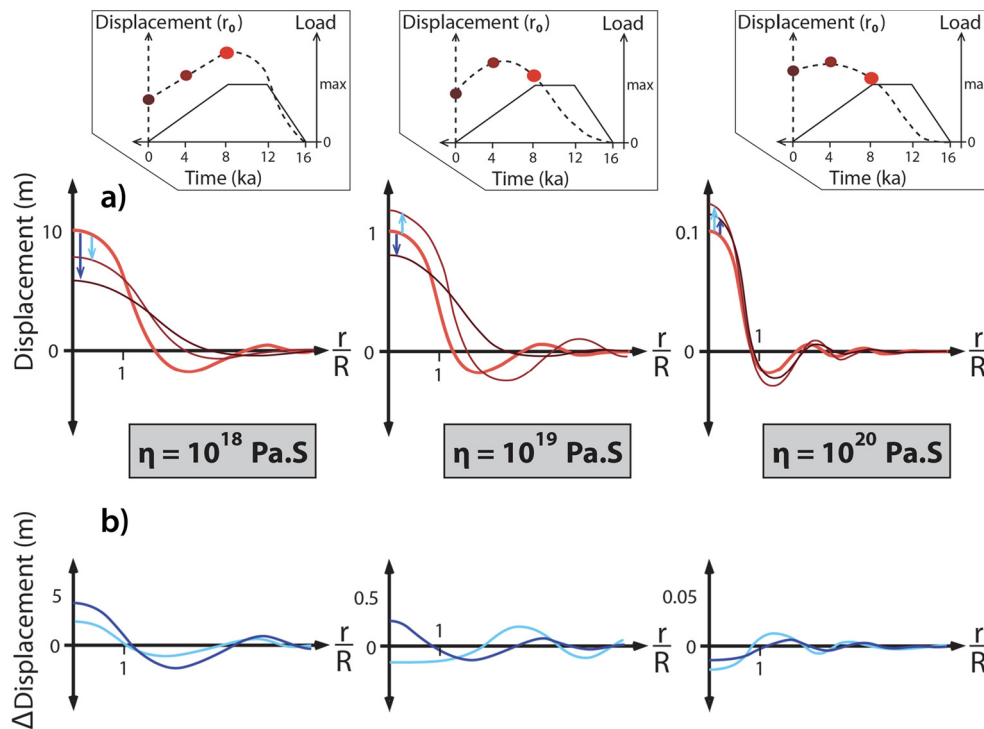 Displacement (r₀) Load
max
0
0 4 8 12 16
Time (ka)
Displacement (r₀) Load
max
0
0 4 8 12 16
Time (ka)
Displacement (r₀) Load
max
0
0 4 8 12 16
Time (ka)
a)
Displacement (m)
10
0
1
r/R
η = 10¹⁸ Pa.S
1
0
1
r/R
η = 10¹⁹ Pa.S
0.1
0
1
r/R
η = 10²⁰ Pa.S
b)
ΔDisplacement (m)
5
0
1
r/R
0.5
0
1
r/R
0.05
0
1
r/R